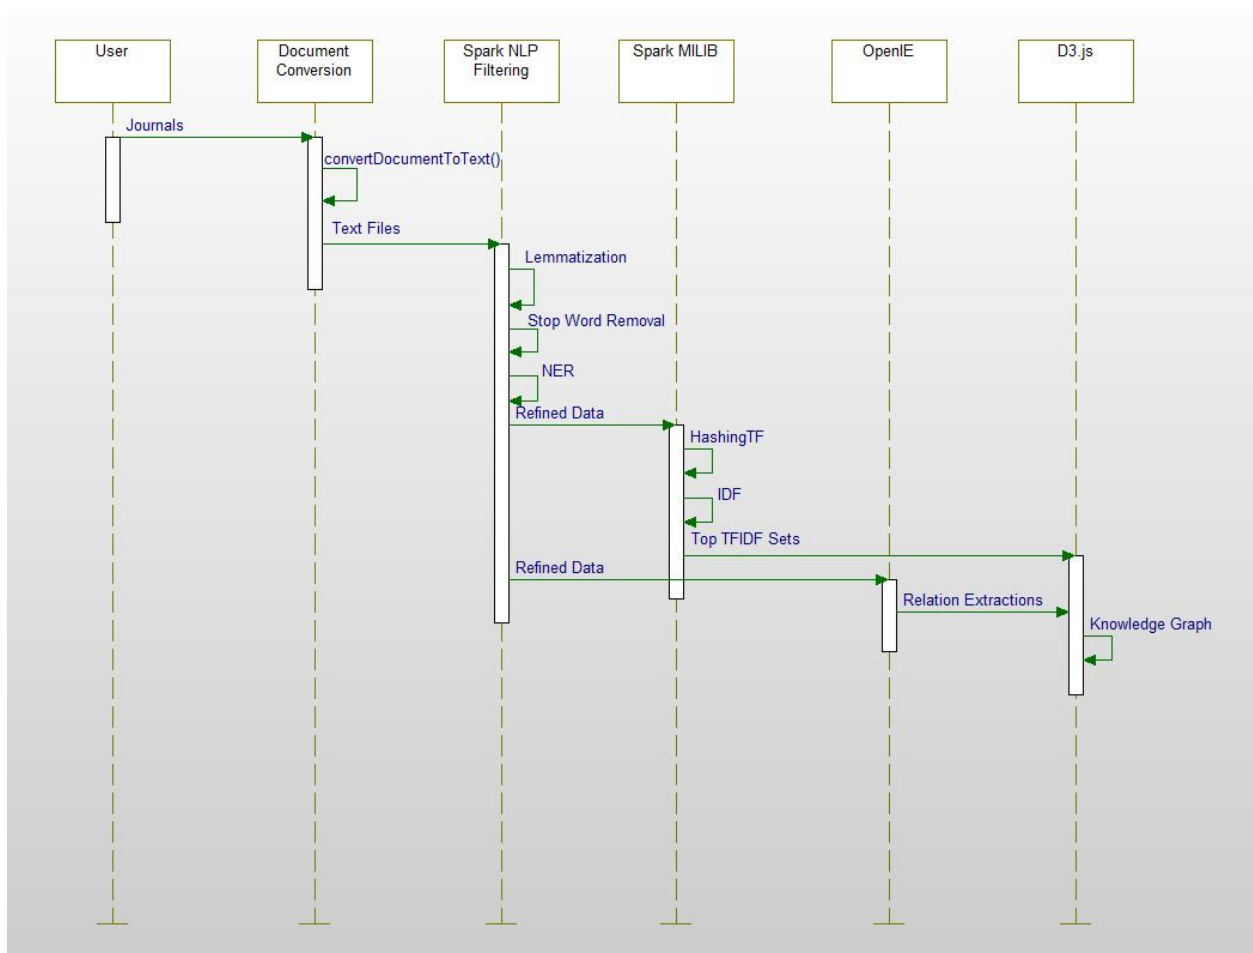 User
Document
Conversion
Spark NLP
Filtering
Spark MILIB
OpenIE
D3.js
Journals
convertDocumentToText()
Text Files
Lemmatization
Stop Word Removal
NER
Refined Data
HashingTF
IDF
Top TFIDF Sets
Refined Data
Relation Extractions
Knowledge Graph